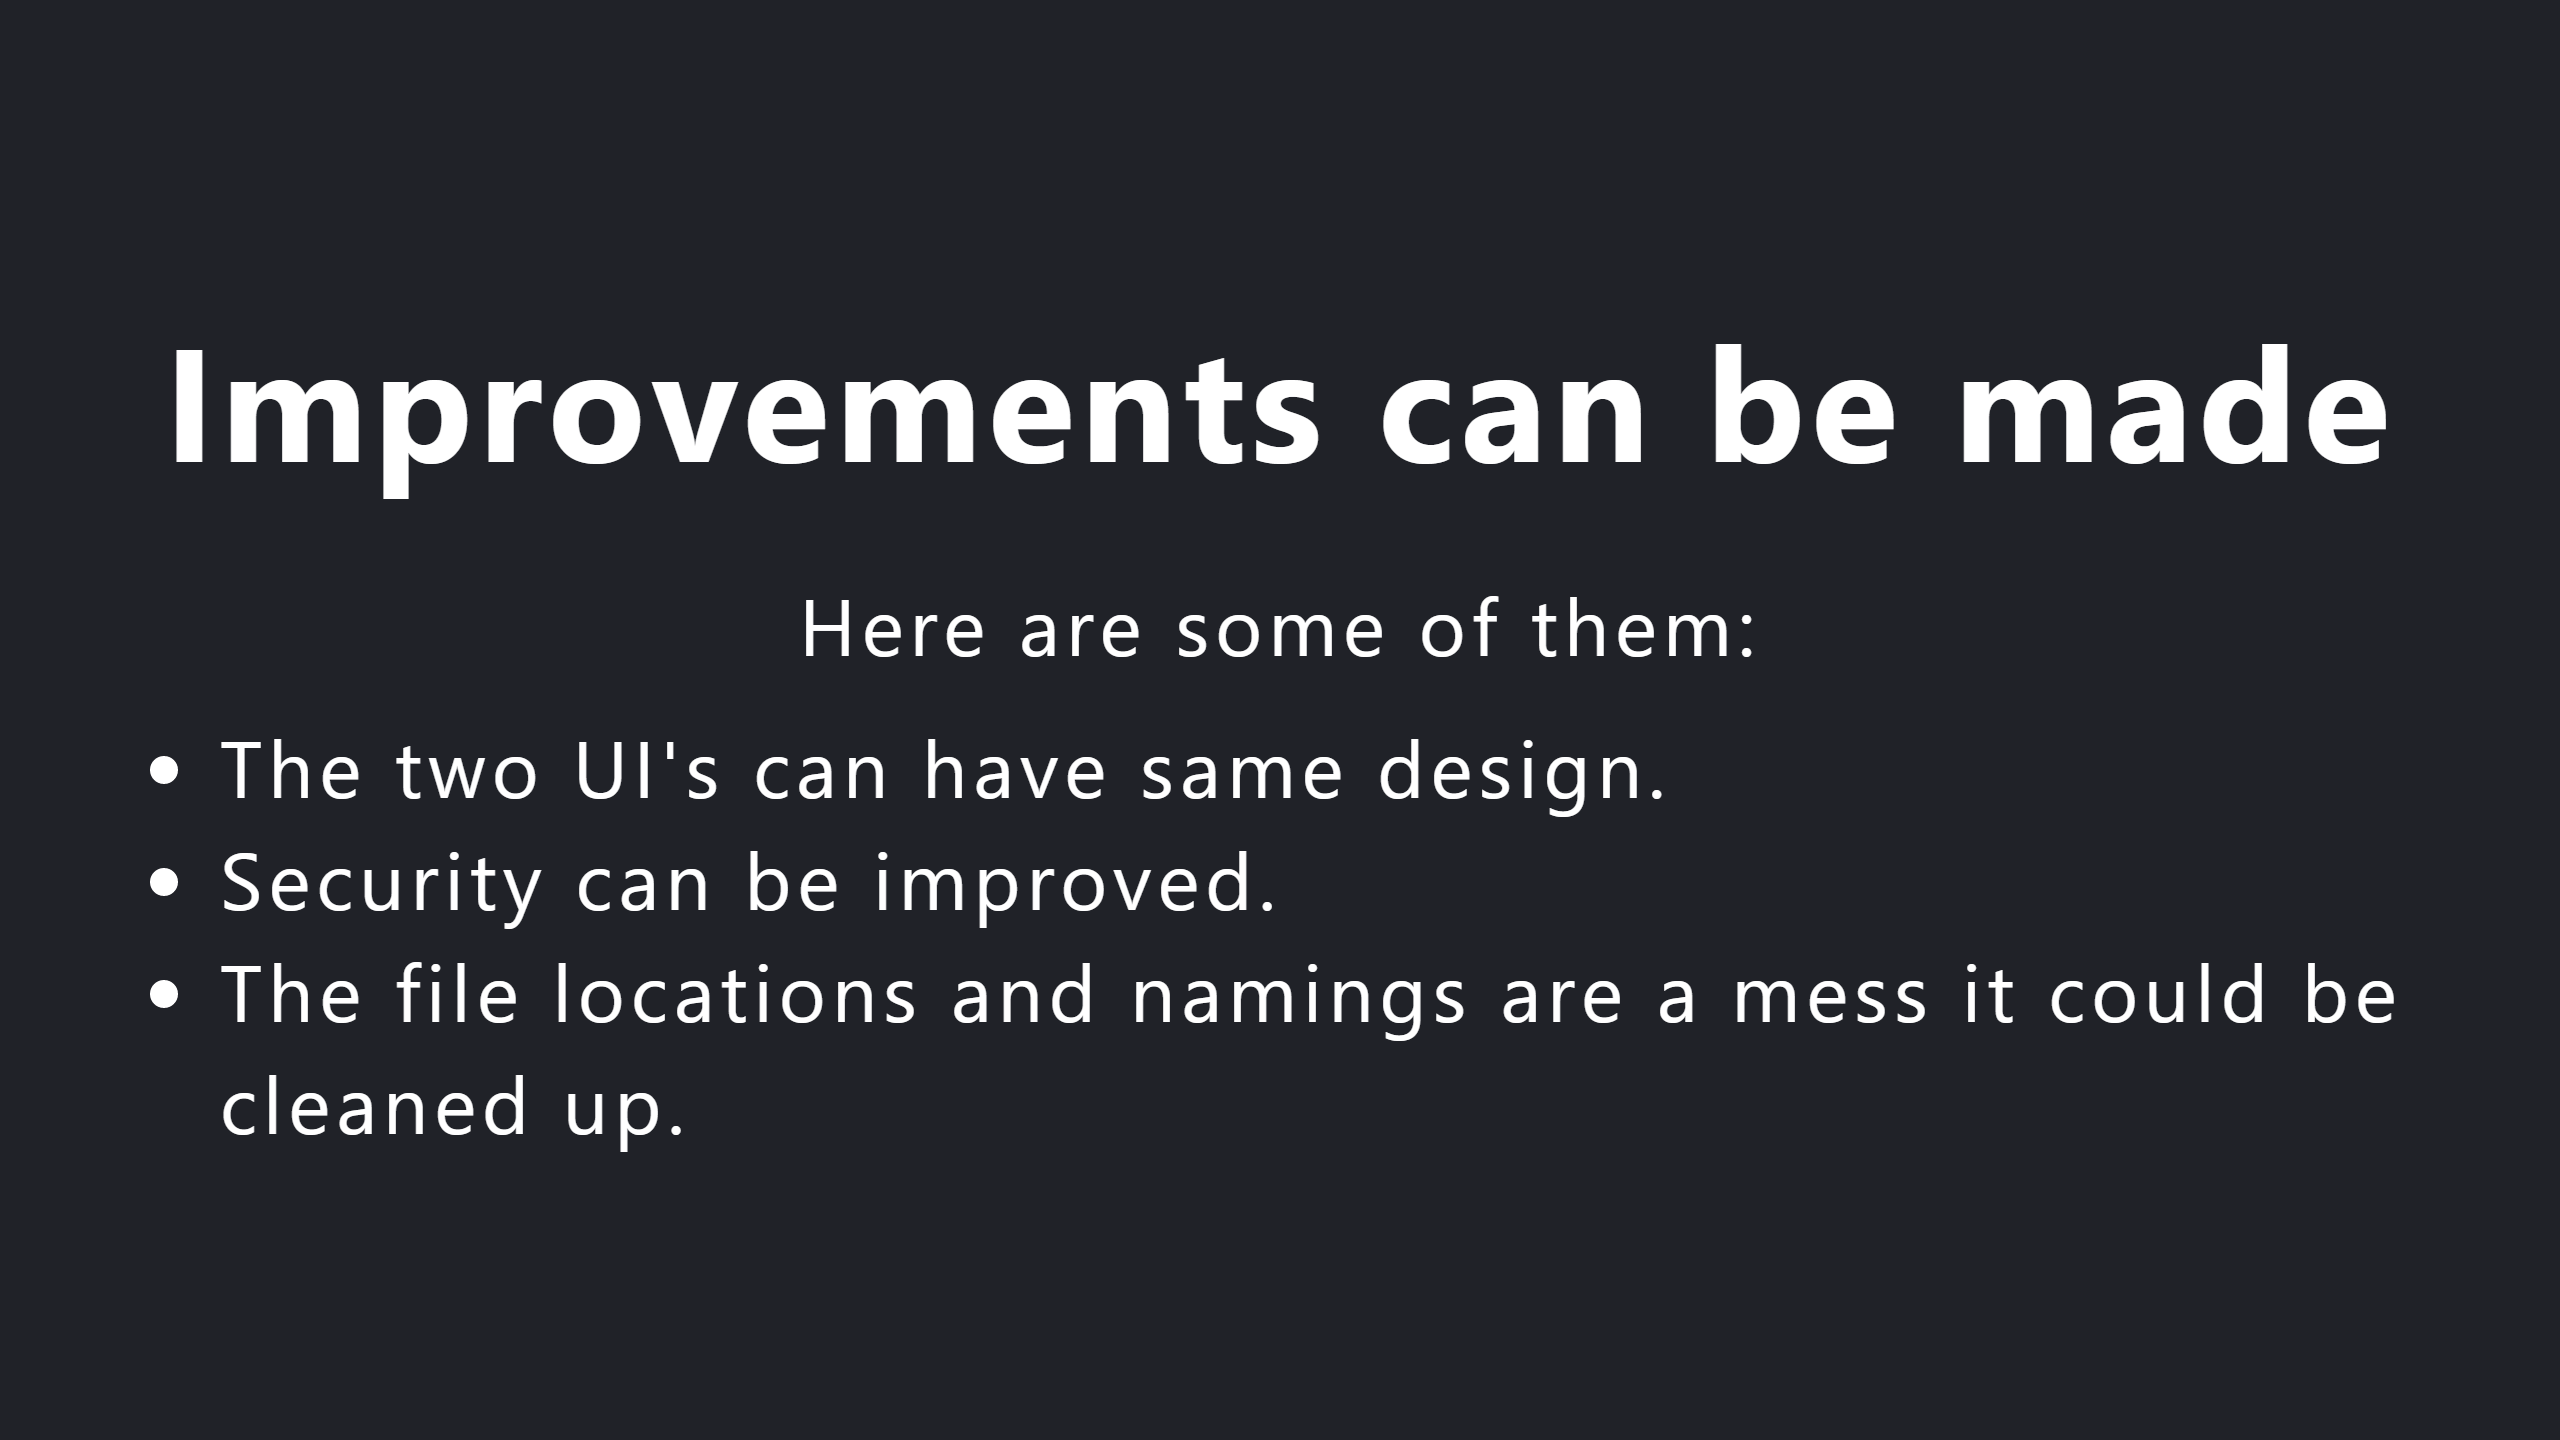 Improvements can be made
Here are some of them:
• The two UI's can have same design.
• Security can be improved.
• The file locations and namings are a mess it could be
cleaned up.